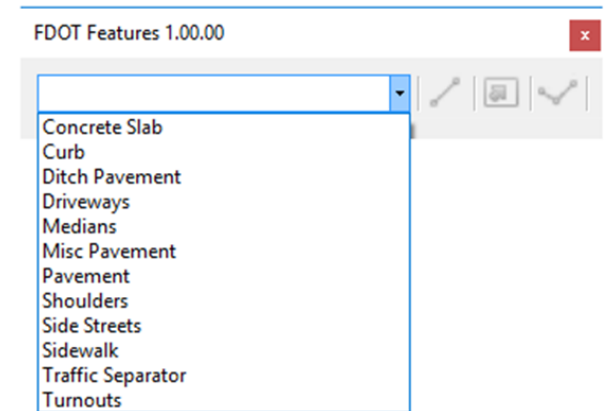 FDOT Features 1.00.00
Concrete Slab
Curb
Ditch Pavement
Driveways
Medians
Misc Pavement
Pavement
Shoulders
Side Streets
Sidewalk
Traffic Separator
Turnouts